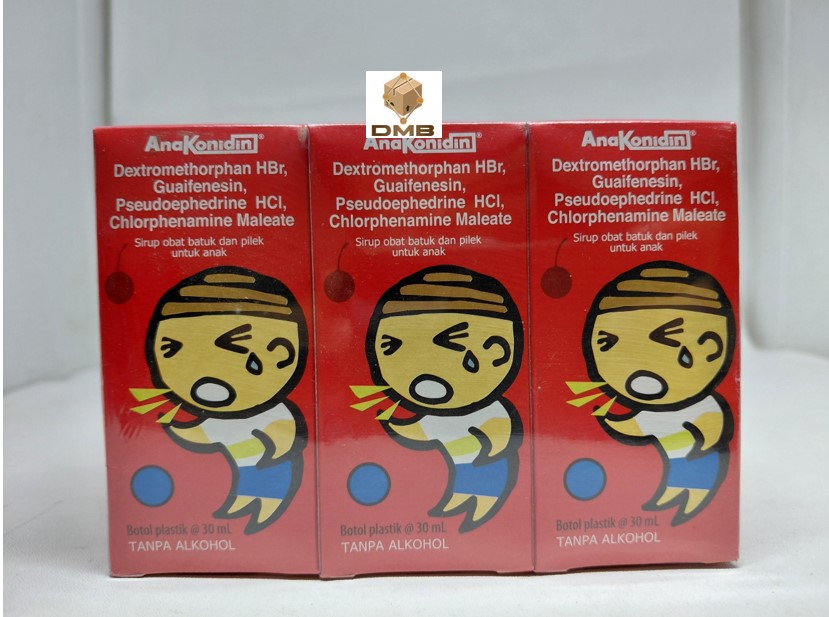 DMB
AnaKonidin®
Dextromethorphan HBr,
Guaifenesin,
Pseudoephedrine HCl,
Chlorphenamine Maleate
Sirup obat batuk dan pilek
untuk anak
Botol plastik @ 30 mL
TANPA ALKOHOL
AnaKonidin®
Dextromethorphan HBr,
Guaifenesin,
Pseudoephedrine HCl,
Chlorphenamine Maleate
Sirup obat batuk dan pilek
untuk anak
Botol plastik @ 30 mL
TANPA ALKOHOL
AnaKonidin®
Dextromethorphan HBr,
Guaifenesin,
Pseudoephedrine HCl,
Chlorphenamine Maleate
Sirup obat batuk dan pilek
untuk anak
Botol plastik @ 30 mL
TANPA ALKOHOL